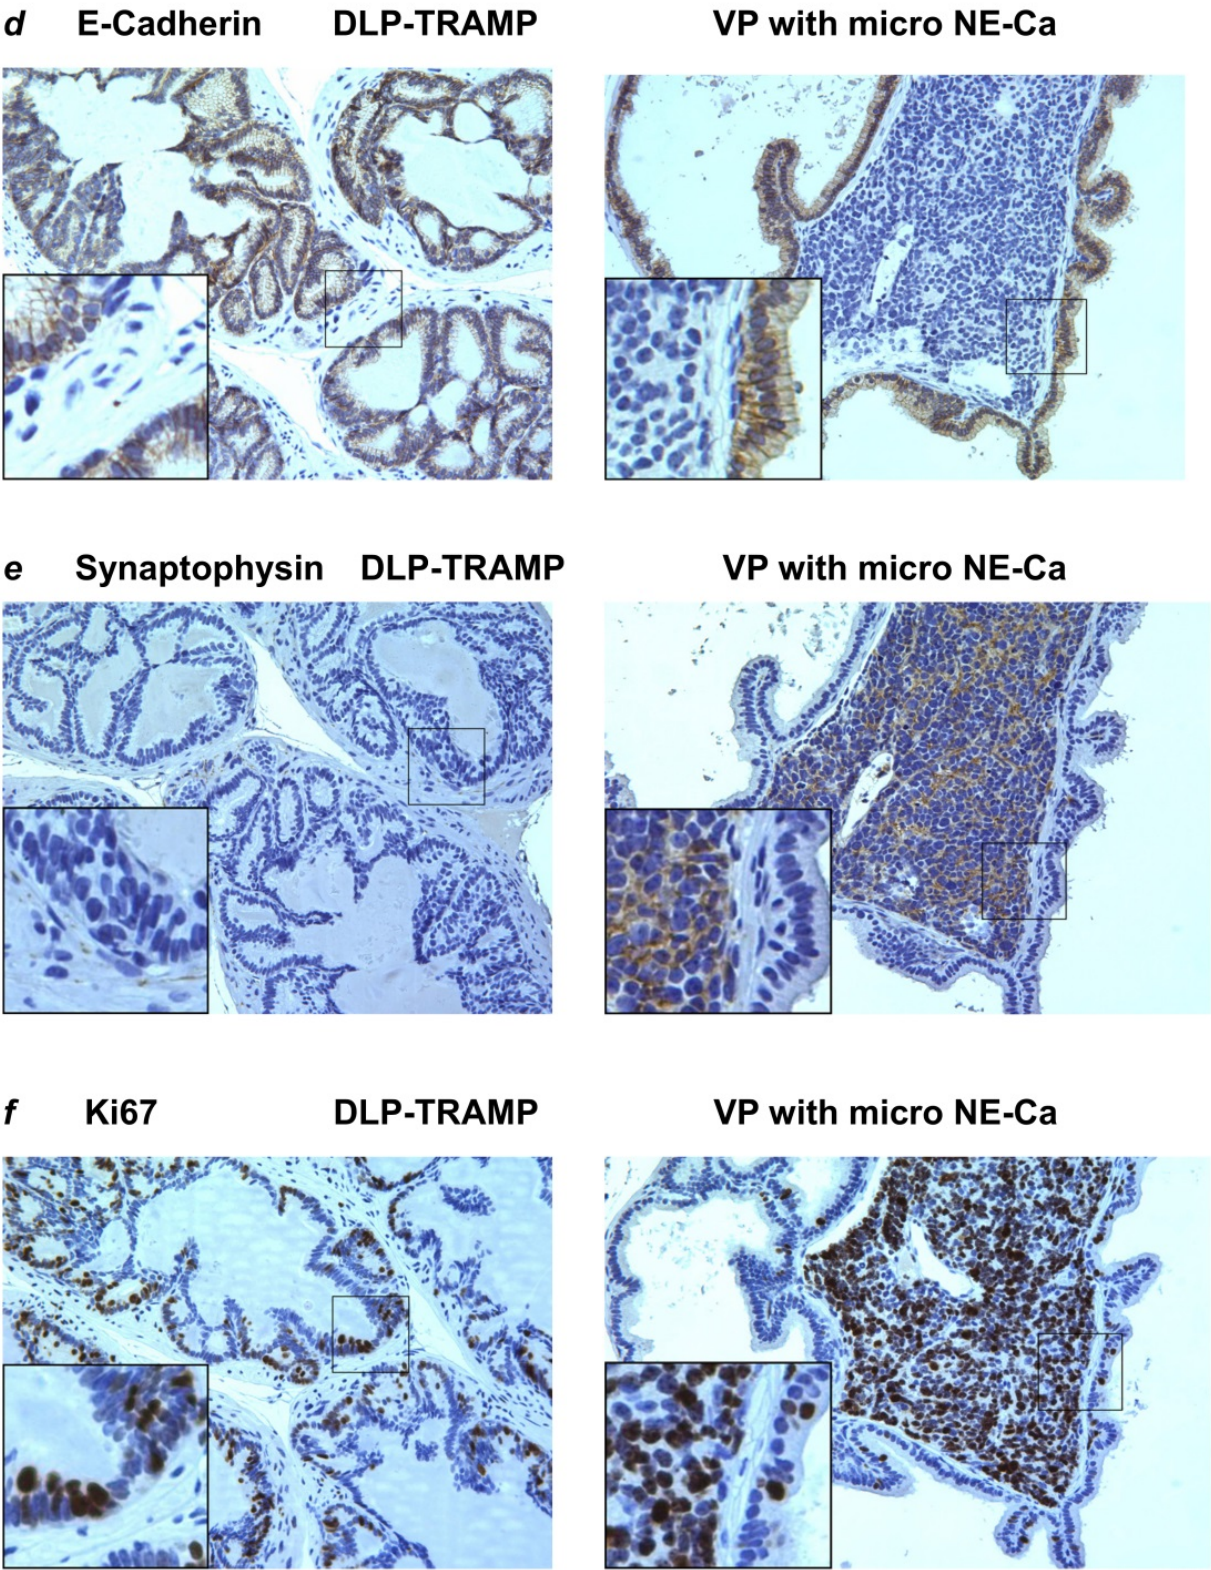 d E-Cadherin DLP-TRAMP VP with micro NE-Ca
e Synaptophysin DLP-TRAMP VP with micro NE-Ca
f Ki67 DLP-TRAMP VP with micro NE-Ca